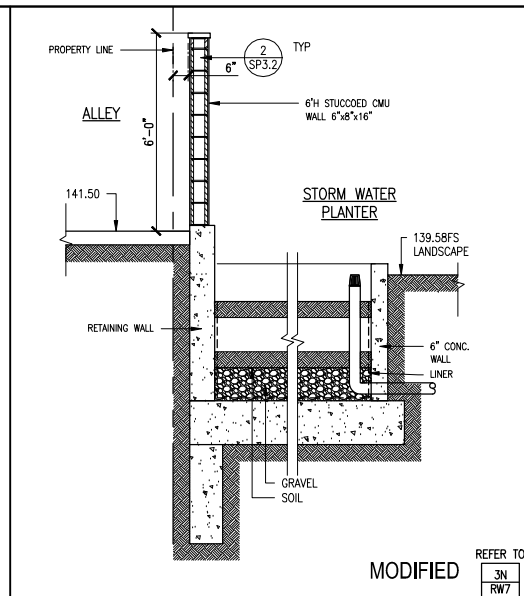 PROPERTY LINE
2
SP3.2
TYP
6"
ALLEY
6'H STUCCOED CMU
WALL 6"x8"x16"
6'-0"
141.50
STORM WATER
PLANTER
139.58FS
LANDSCAPE
RETAINING WALL
6" CONC.
WALL
LINER
GRAVEL
SOIL
MODIFIED
REFER TO
3N
RW7